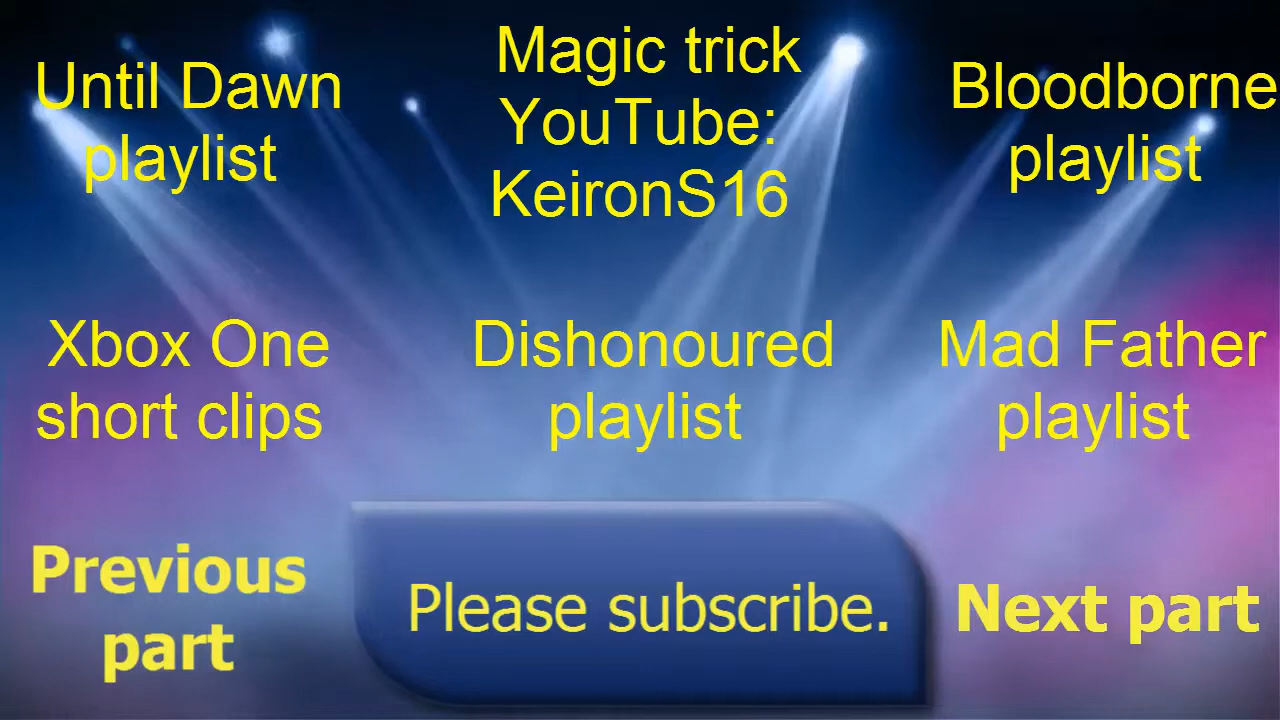 Until Dawn
playlist
Magic trick
YouTube:
KeironS16
Bloodborne
playlist
Xbox One
short clips
Dishonoured
playlist
Mad Father
playlist
Previous
part
Please subscribe.
Next part